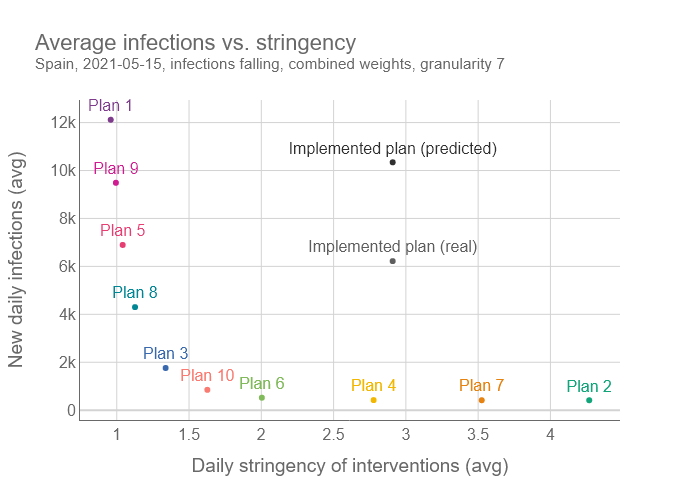 Average infections vs. stringency
Spain, 2021-05-15, infections falling, combined weights, granularity 7
New daily infections (avg)
12k
10k
8k
6k
4k
2k
0
Plan 1
Implemented plan (predicted)
Plan 9
Plan 5
Implemented plan (real)
Plan 8
Plan 3
Plan 10
Plan 6
Plan 4
Plan 7
Plan 2
1
1.5
2
2.5
3
3.5
4
Daily stringency of interventions (avg)